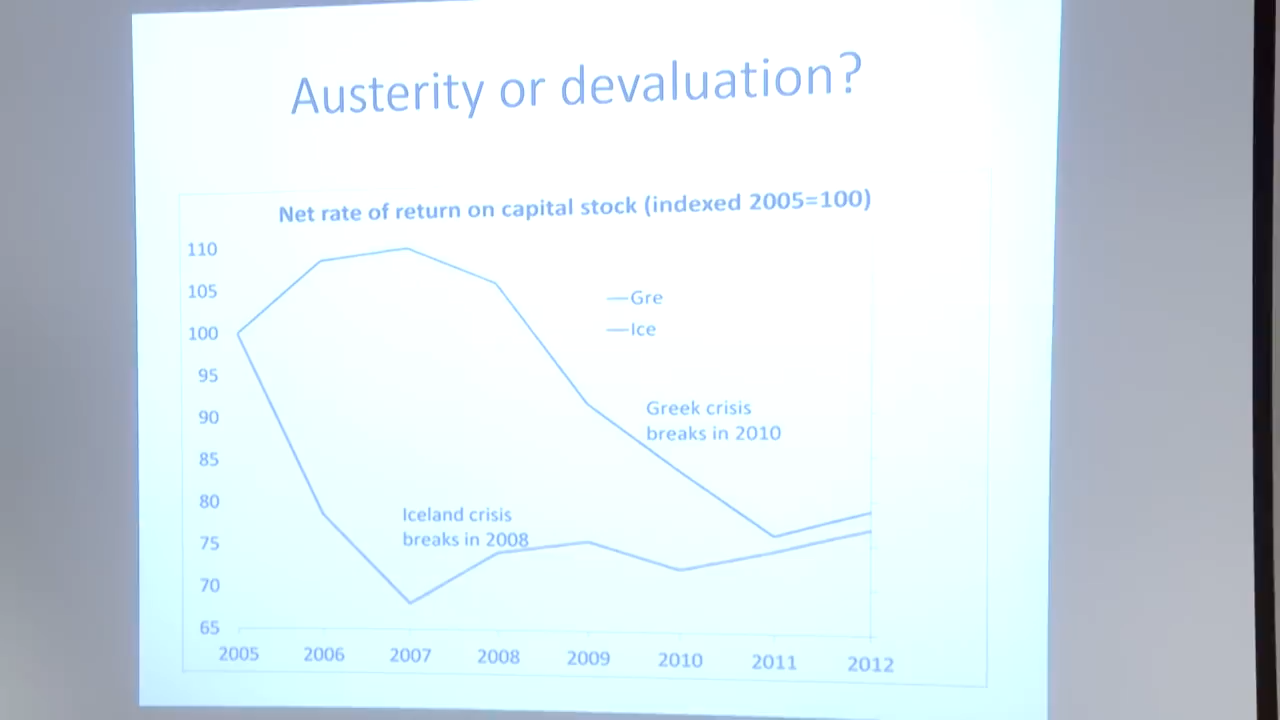 Austerity or devaluation?
Net rate of return on capital stock (indexed 2005=100)
110
105
100
95
90
85
80
75
70
65
Gre
Ice
Greek crisis
breaks in 2010
Iceland crisis
breaks in 2008
2005 2006 2007 2008 2009 2010 2011 2012